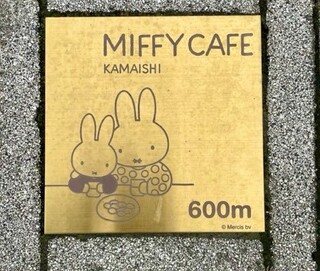 MIFFY CAFE
KAMAISHI
600m
© Mercis bv